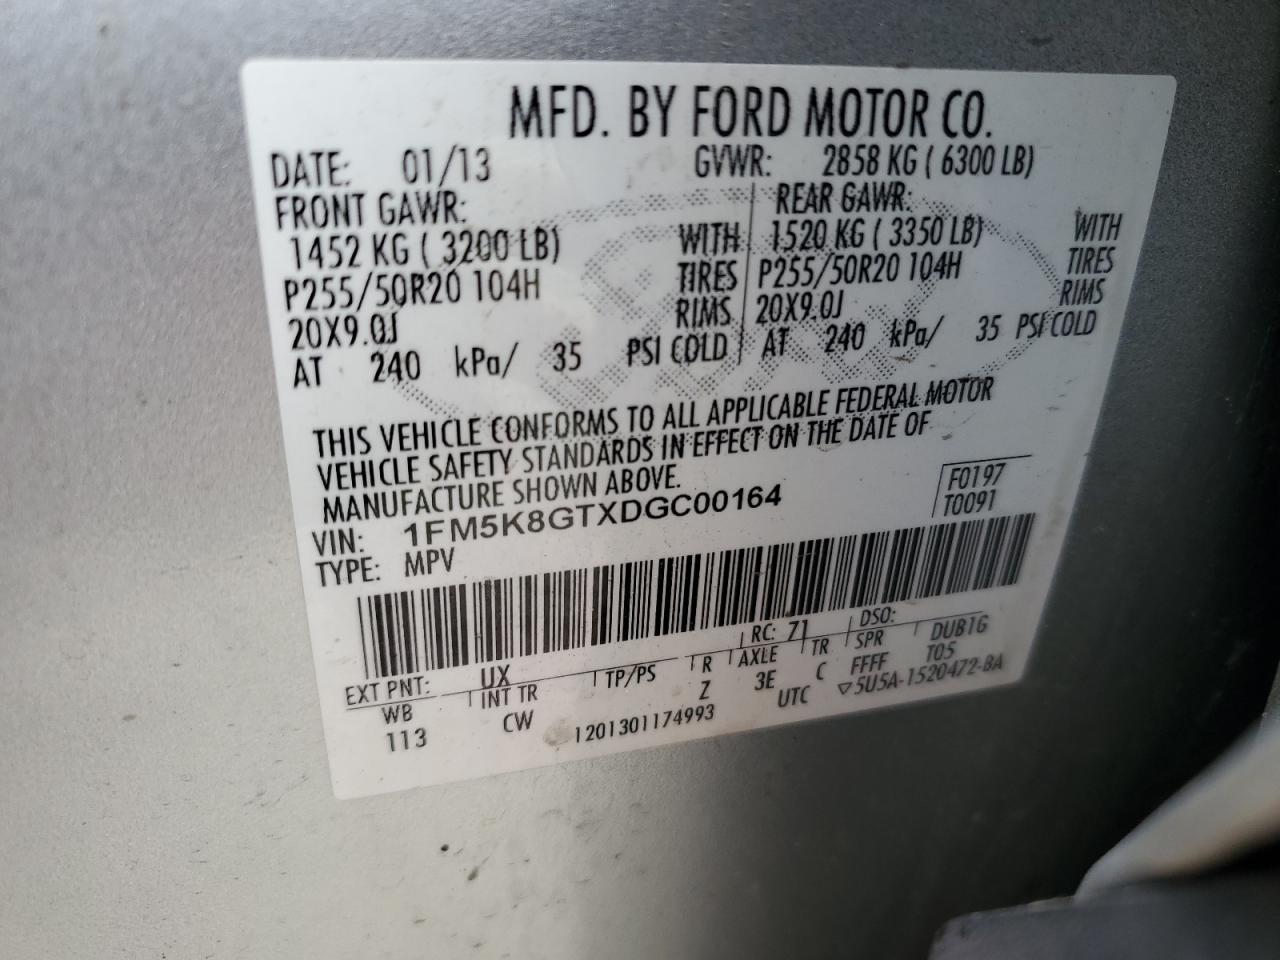 MFD. BY FORD MOTOR CO.
DATE: 01/13 GVWR: 2858 KG ( 6300 LB)
FRONT GAWR: REAR GAWR:
1452 KG ( 3200 LB) WITH 1520 KG ( 3350 LB) WITH
P255/50R20 104H TIRES P255/50R20 104H TIRES
20X9.0J RIMS 20X9.0J RIMS
AT 240 kPa/ 35 PSI COLD AT 240 kPa/ 35 PSI COLD
THIS VEHICLE CONFORMS TO ALL APPLICABLE FEDERAL MOTOR
VEHICLE SAFETY STANDARDS IN EFFECT ON THE DATE OF
MANUFACTURE SHOWN ABOVE.
F0197
VIN: 1FM5K8GTXDGC00164 T0091
TYPE: MPV
EXT PNT: UX RC: 71 DSO:
WB INT TR TP/PS R AXLE TR SPR DUB1G
113 CW Z 3E C FFFF T05
1201301174993 UTC ▽5U5A-1520472-BA